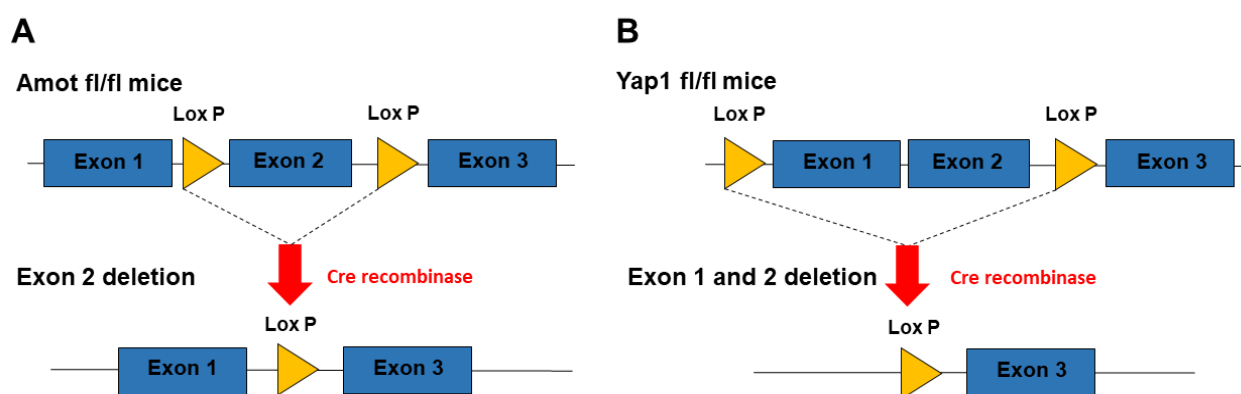 A
Amot fl/fl mice
Lox P Lox P
Exon 1 Exon 2 Exon 3
Exon 2 deletion Cre recombinase
Lox P
Exon 1 Exon 3
B
Yap1 fl/fl mice
Lox P Lox P
Exon 1 Exon 2 Exon 3
Exon 1 and 2 deletion Cre recombinase
Lox P
Exon 3